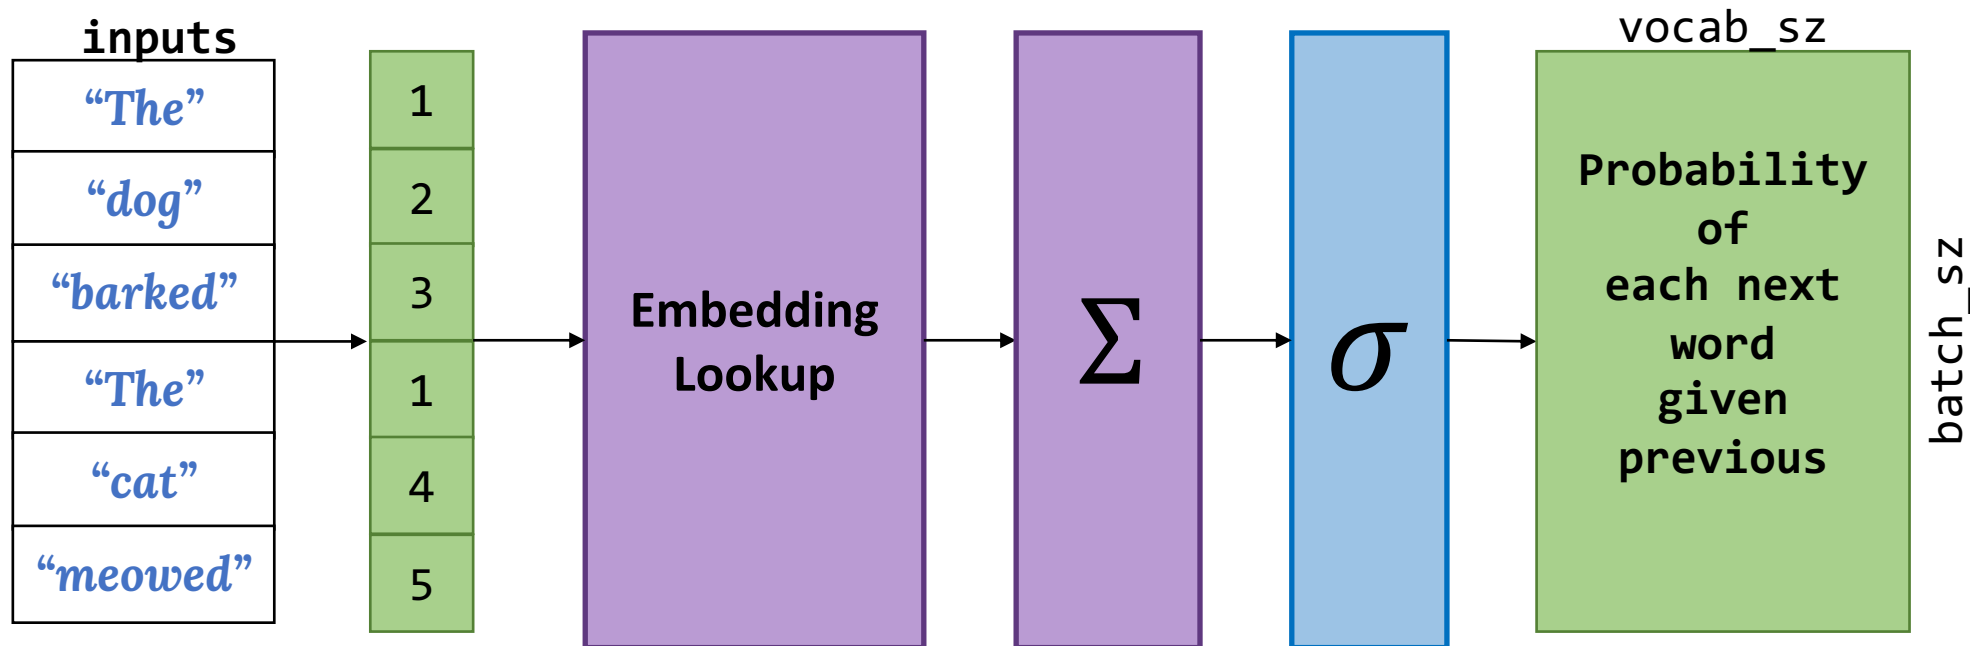 inputs
“The”
“dog”
“barked”
“The”
“cat”
“meowed”
1
2
3
1
4
5
Embedding
Lookup
Σ
σ
vocab_sz
Probability
of
each next
word
given
previous
batch_sz